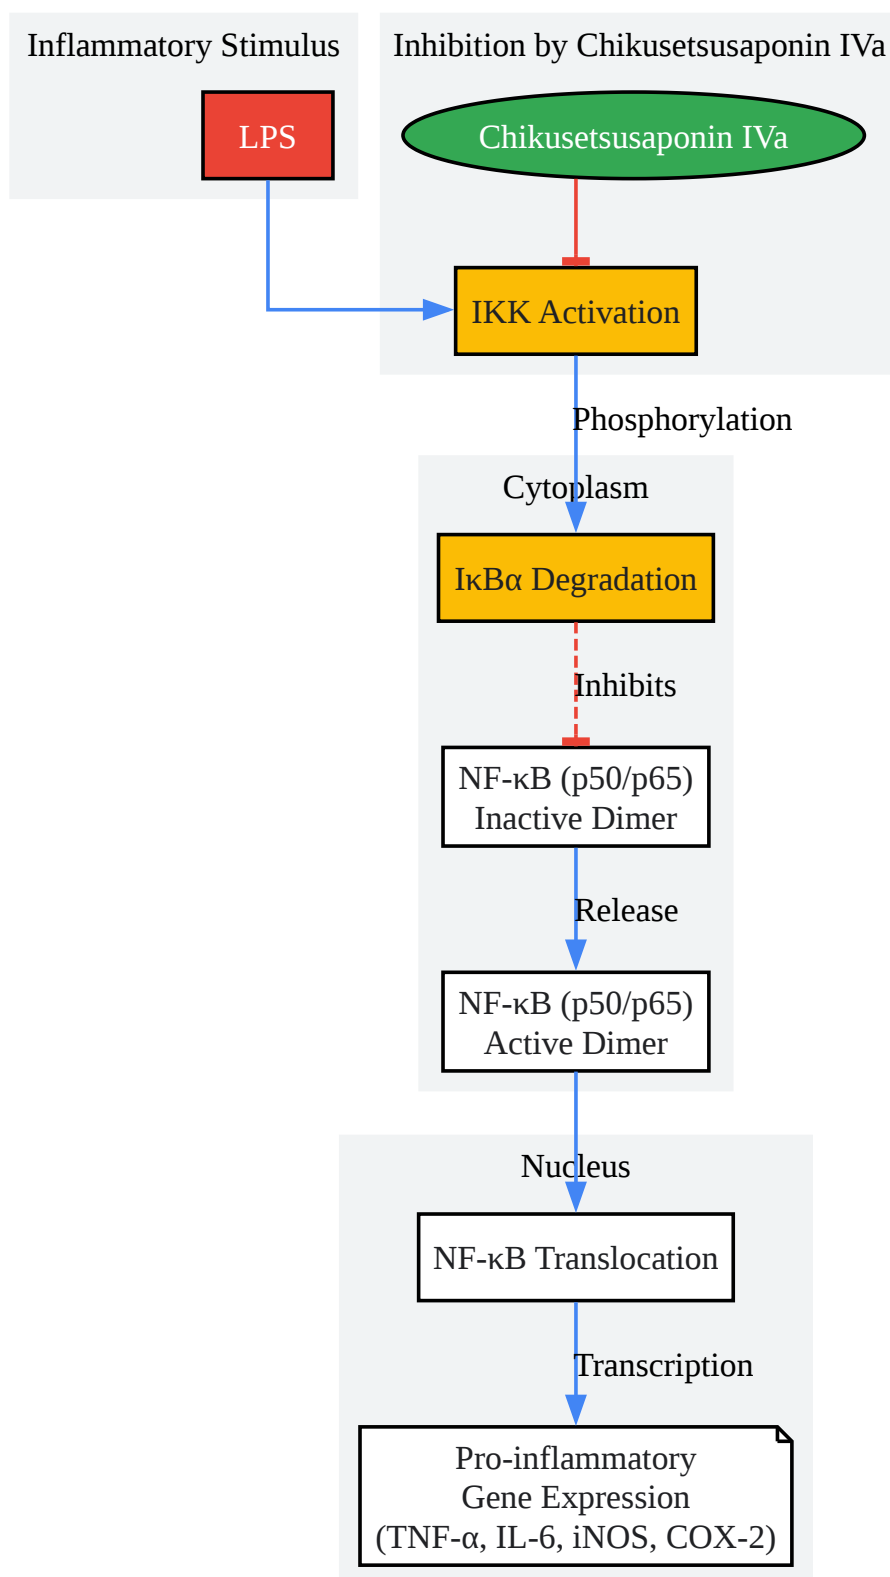 Inflammatory Stimulus
Inhibition by Chikusetsusaponin IVa
LPS
Chikusetsusaponin IVa
IKK Activation
Phosphorylation
Cytoplasm
IκBα Degradation
Inhibits
NF-κB (p50/p65)
Inactive Dimer
Release
NF-κB (p50/p65)
Active Dimer
Nucleus
NF-κB Translocation
Transcription
Pro-inflammatory
Gene Expression
(TNF-α, IL-6, iNOS, COX-2)